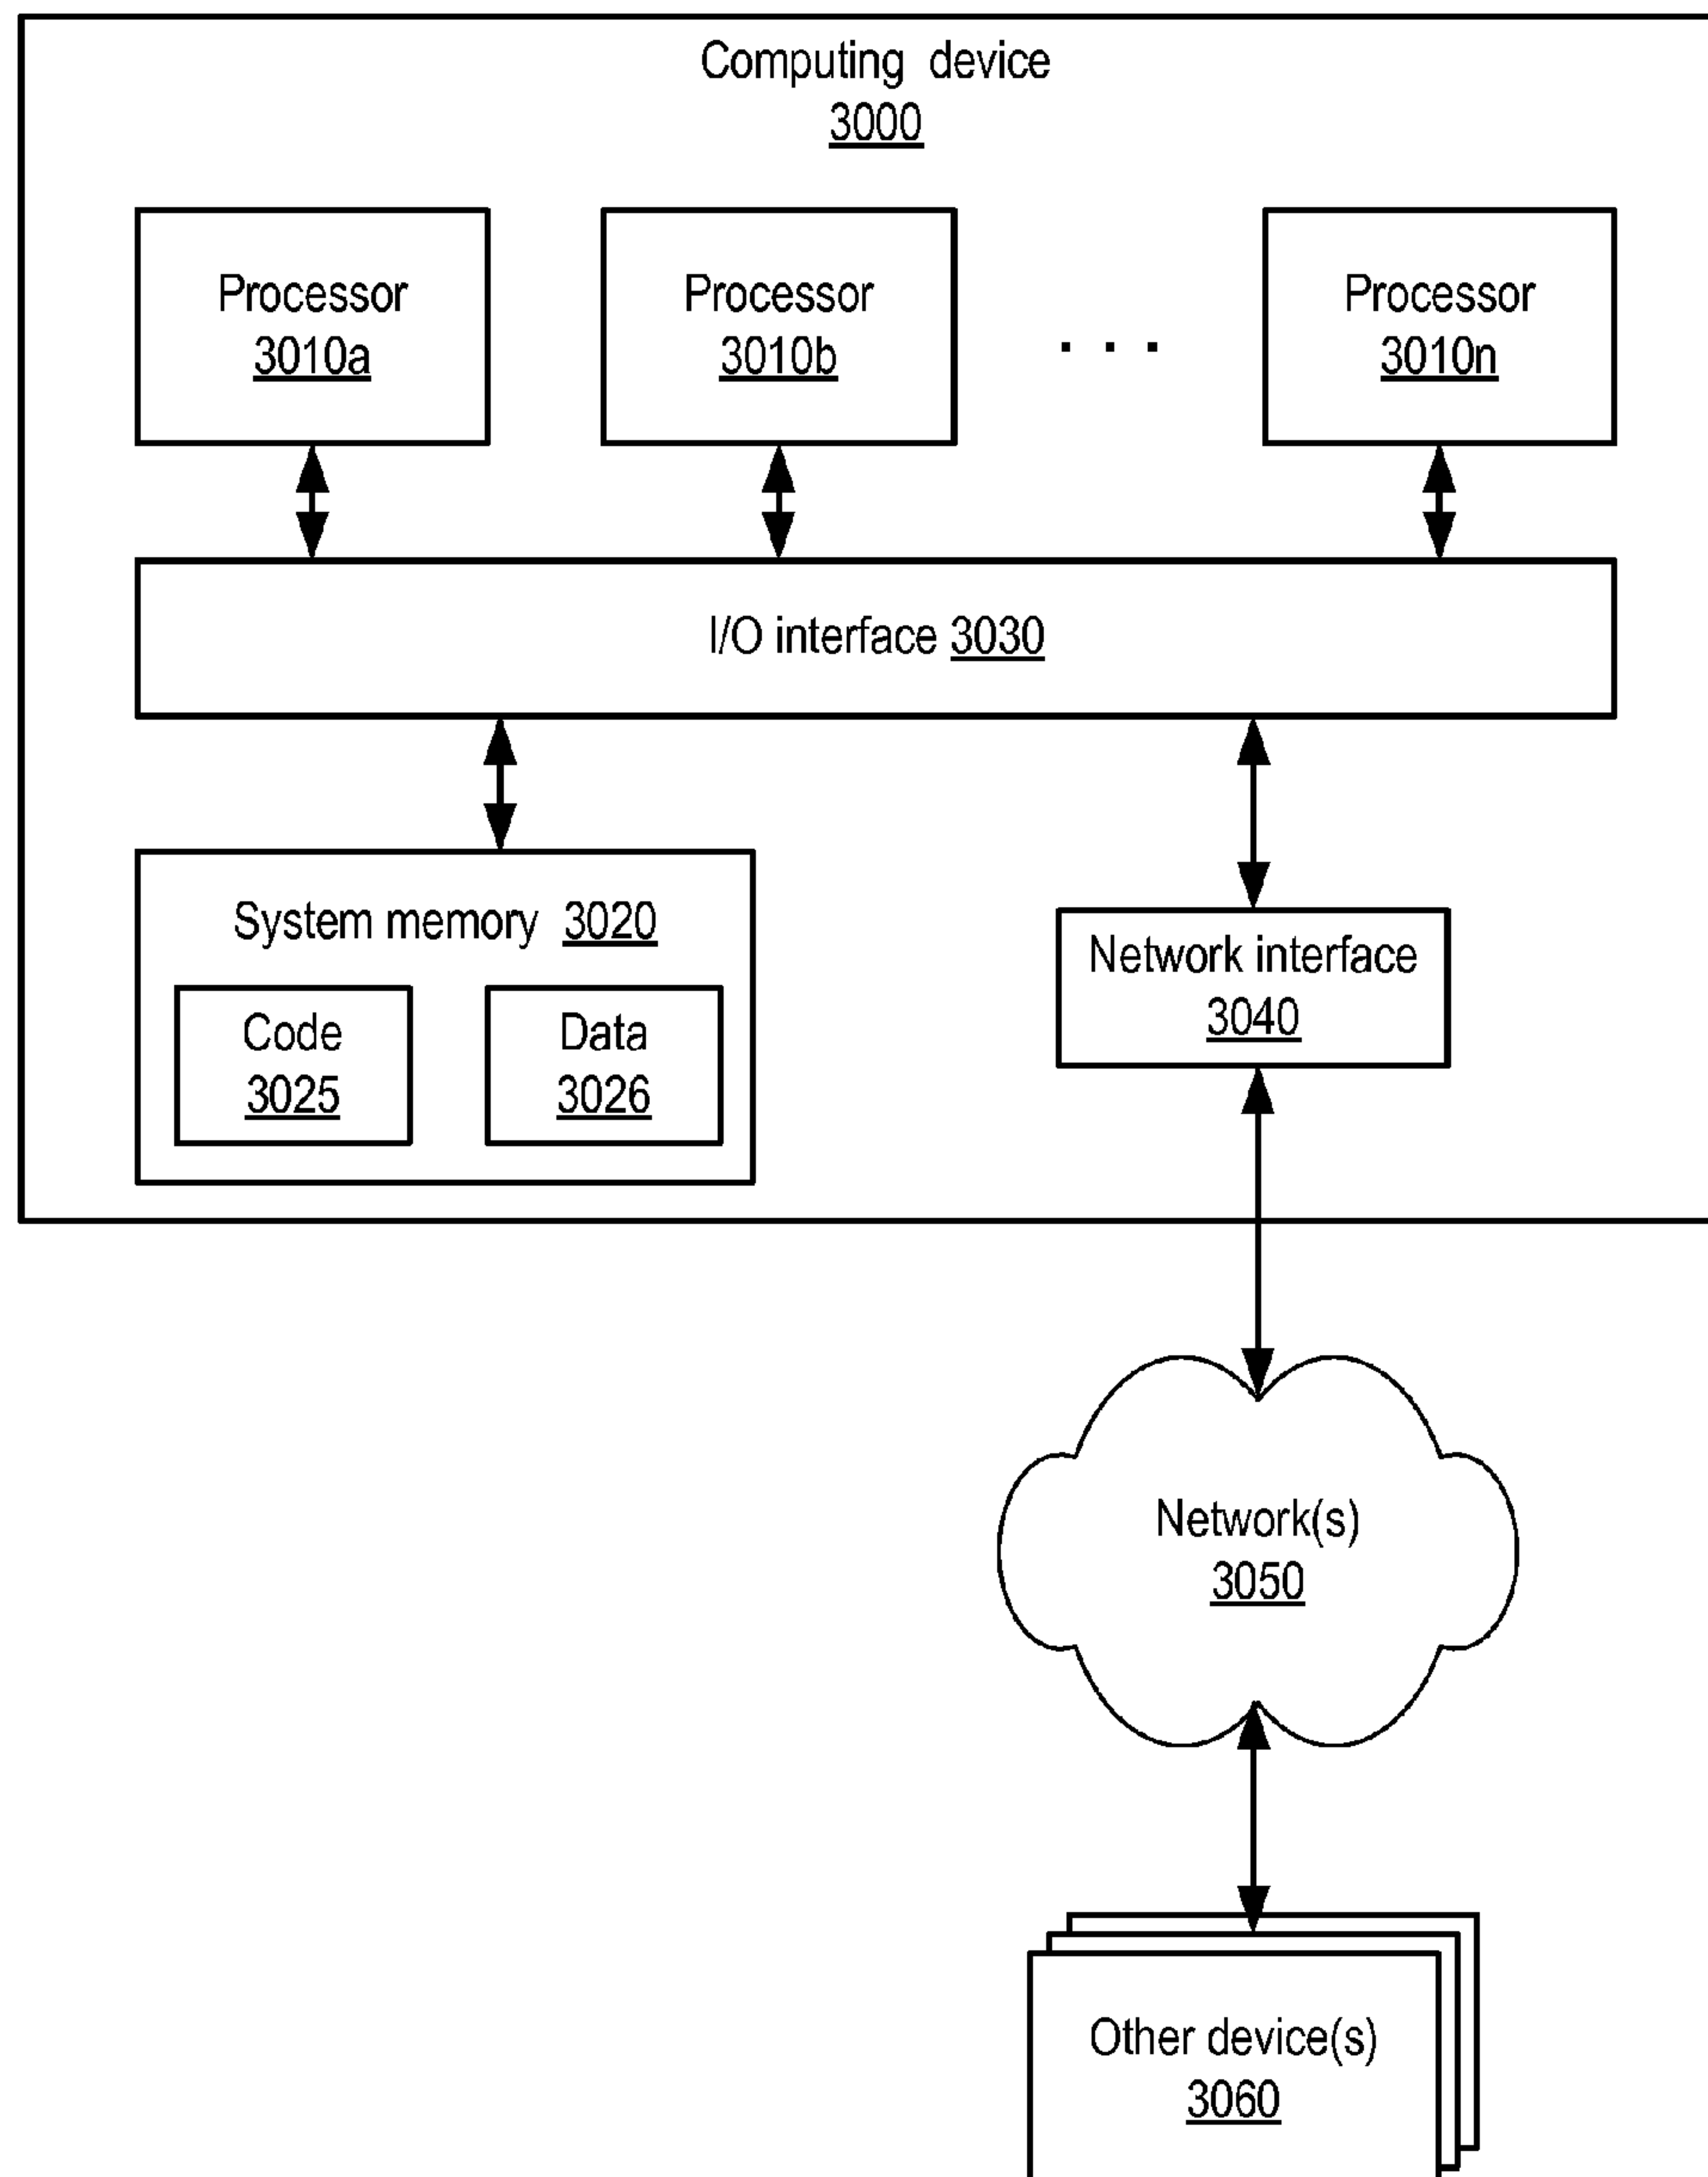 Computing device
3000
Processor
3010a
Processor
3010b
. . .
Processor
3010n
I/O interface 3030
System memory 3020
Code
3025
Data
3026
Network interface
3040
Network(s)
3050
Other device(s)
3060